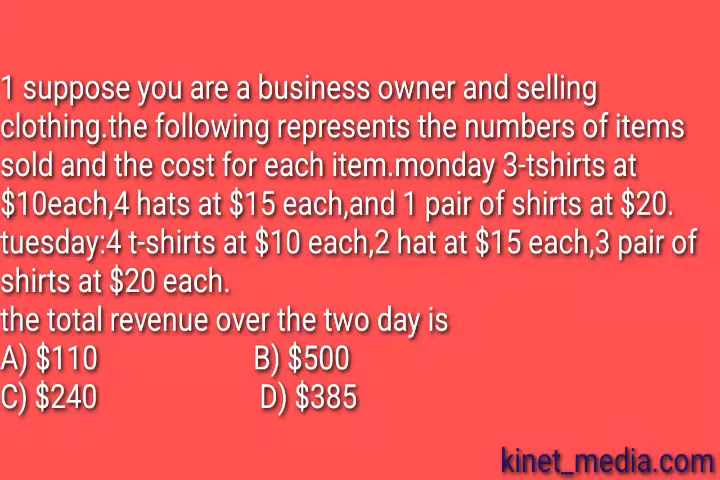 1 suppose you are a business owner and selling
clothing.the following represents the numbers of items
sold and the cost for each item.monday 3-tshirts at
$10each,4 hats at $15 each,and 1 pair of shirts at $20.
tuesday:4 t-shirts at $10 each,2 hat at $15 each,3 pair of
shirts at $20 each.
the total revenue over the two day is
A) $110 B) $500
C) $240 D) $385
kinet_media.com